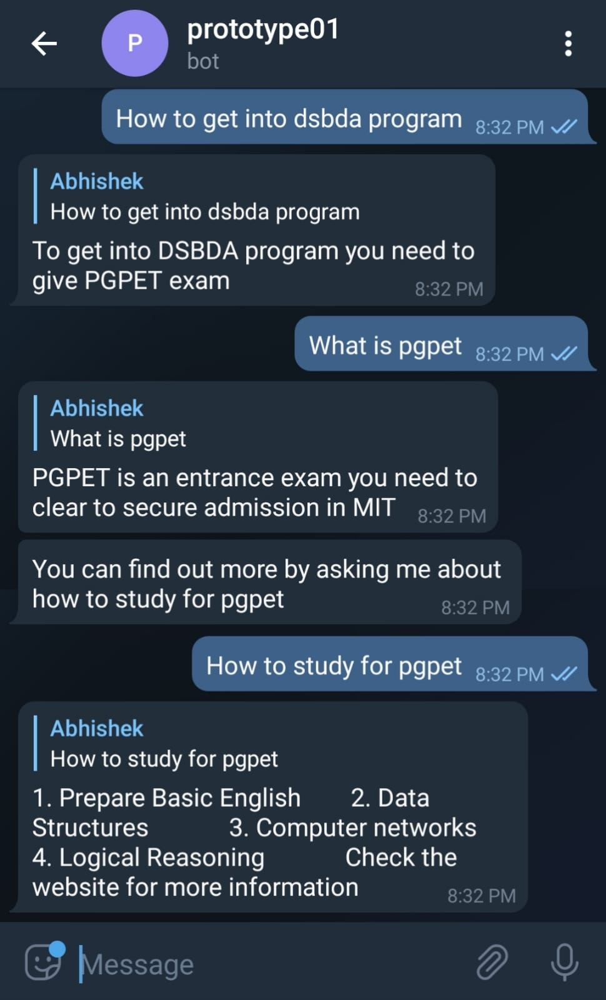 P
prototype01
bot
How to get into dsbda program 8:32 PM
Abhishek
How to get into dsbda program
To get into DSBDA program you need to
give PGPET exam 8:32 PM
What is pgpet 8:32 PM
Abhishek
What is pgpet
PGPET is an entrance exam you need to
clear to secure admission in MIT 8:32 PM
You can find out more by asking me about
how to study for pgpet 8:32 PM
How to study for pgpet 8:32 PM
Abhishek
How to study for pgpet
1. Prepare Basic English 2. Data
Structures 3. Computer networks
4. Logical Reasoning Check the
website for more information 8:32 PM
Message